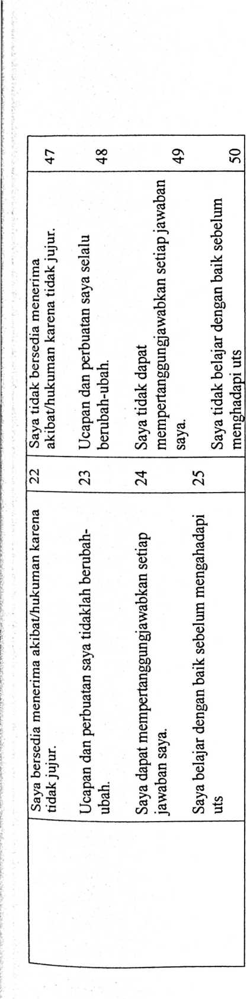 Saya bersedia menerima akibat/hukuman karena
tidak jujur.
22
Saya tidak bersedia menerima
akibat/hukuman karena tidak jujur.
47
Ucapan dan perbuatan saya tidaklah berubah-
ubah.
23
Ucapan dan perbuatan saya selalu
berubah-ubah.
48
Saya dapat mempertanggungjawabkan setiap
jawaban saya.
24
Saya tidak dapat
mempertanggungjawabkan setiap jawaban
saya.
49
Saya belajar dengan baik sebelum mengahadapi
uts
25
Saya tidak belajar dengan baik sebelum
menghadapi uts
50